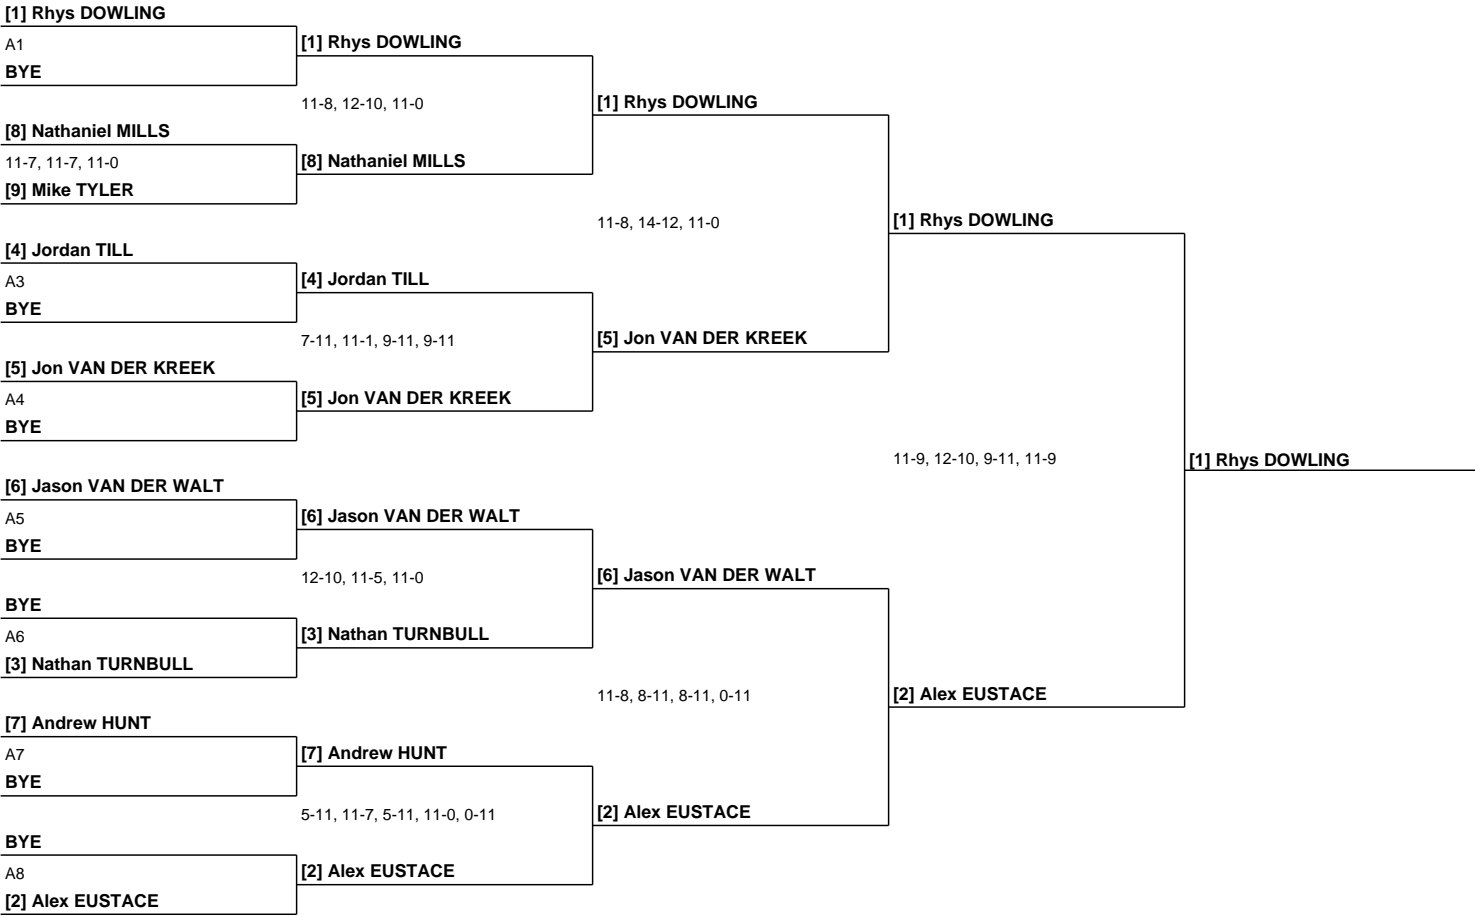 [1] Rhys DOWLING
A1
BYE
[8] Nathaniel MILLS
11-7, 11-7, 11-0
[9] Mike TYLER
[4] Jordan TILL
A3
BYE
[5] Jon VAN DER KREEK
A4
BYE
[6] Jason VAN DER WALT
A5
BYE
BYE
A6
[3] Nathan TURNBULL
[7] Andrew HUNT
A7
BYE
BYE
A8
[2] Alex EUSTACE
[1] Rhys DOWLING
11-8, 12-10, 11-0
[8] Nathaniel MILLS
[4] Jordan TILL
7-11, 11-1, 9-11, 9-11
[5] Jon VAN DER KREEK
[6] Jason VAN DER WALT
12-10, 11-5, 11-0
[3] Nathan TURNBULL
[7] Andrew HUNT
5-11, 11-7, 5-11, 11-0, 0-11
[2] Alex EUSTACE
[1] Rhys DOWLING
11-8, 14-12, 11-0
[5] Jon VAN DER KREEK
[6] Jason VAN DER WALT
11-8, 8-11, 8-11, 0-11
[2] Alex EUSTACE
[1] Rhys DOWLING
11-9, 12-10, 9-11, 11-9
[2] Alex EUSTACE
[1] Rhys DOWLING